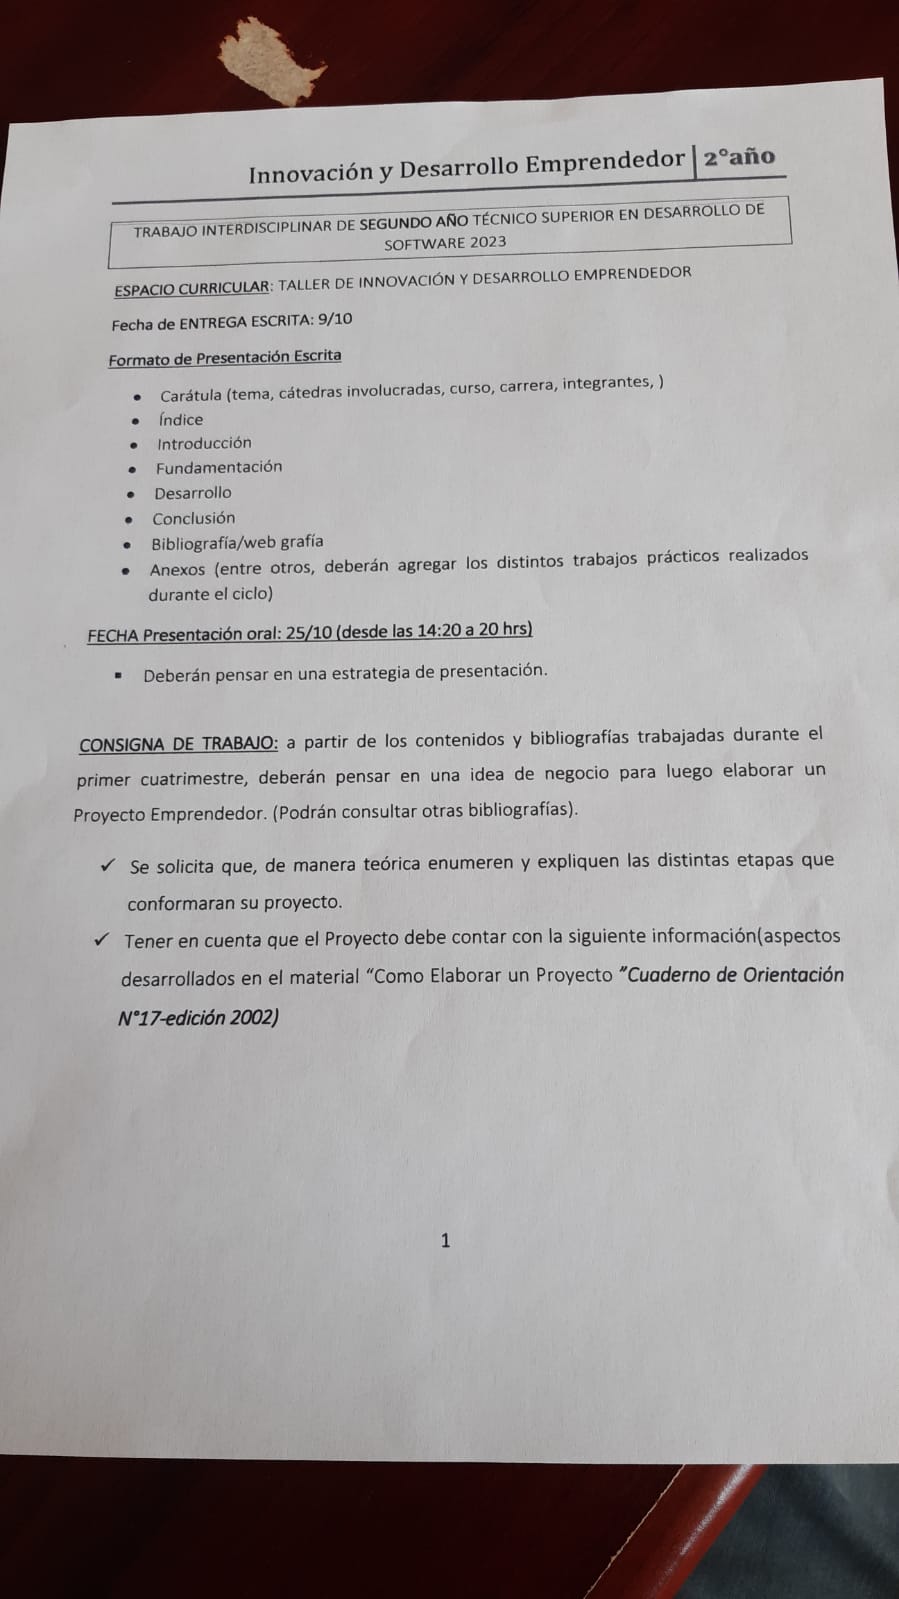 Innovación y Desarrollo Emprendedor | 2°año
TRABAJO INTERDISCIPLINAR DE SEGUNDO AÑO TÉCNICO SUPERIOR EN DESARROLLO DE
SOFTWARE 2023
ESPACIO CURRICULAR: TALLER DE INNOVACIÓN Y DESARROLLO EMPRENDEDOR
Fecha de ENTREGA ESCRITA: 9/10
Formato de Presentación Escrita
• Carátula (tema, cátedras involucradas, curso, carrera, integrantes, )
• Índice
• Introducción
• Fundamentación
• Desarrollo
• Conclusión
• Bibliografía/web grafía
• Anexos (entre otros, deberán agregar los distintos trabajos prácticos realizados
durante el ciclo)
FECHA Presentación oral: 25/10 (desde las 14:20 a 20 hrs)
▪ Deberán pensar en una estrategia de presentación.
CONSIGNA DE TRABAJO: a partir de los contenidos y bibliografías trabajadas durante el
primer cuatrimestre, deberán pensar en una idea de negocio para luego elaborar un
Proyecto Emprendedor. (Podrán consultar otras bibliografías).
✓ Se solicita que, de manera teórica enumeren y expliquen las distintas etapas que
conformaran su proyecto.
✓ Tener en cuenta que el Proyecto debe contar con la siguiente información(aspectos
desarrollados en el material “Como Elaborar un Proyecto ”Cuaderno de Orientación
N°17-edición 2002)
1